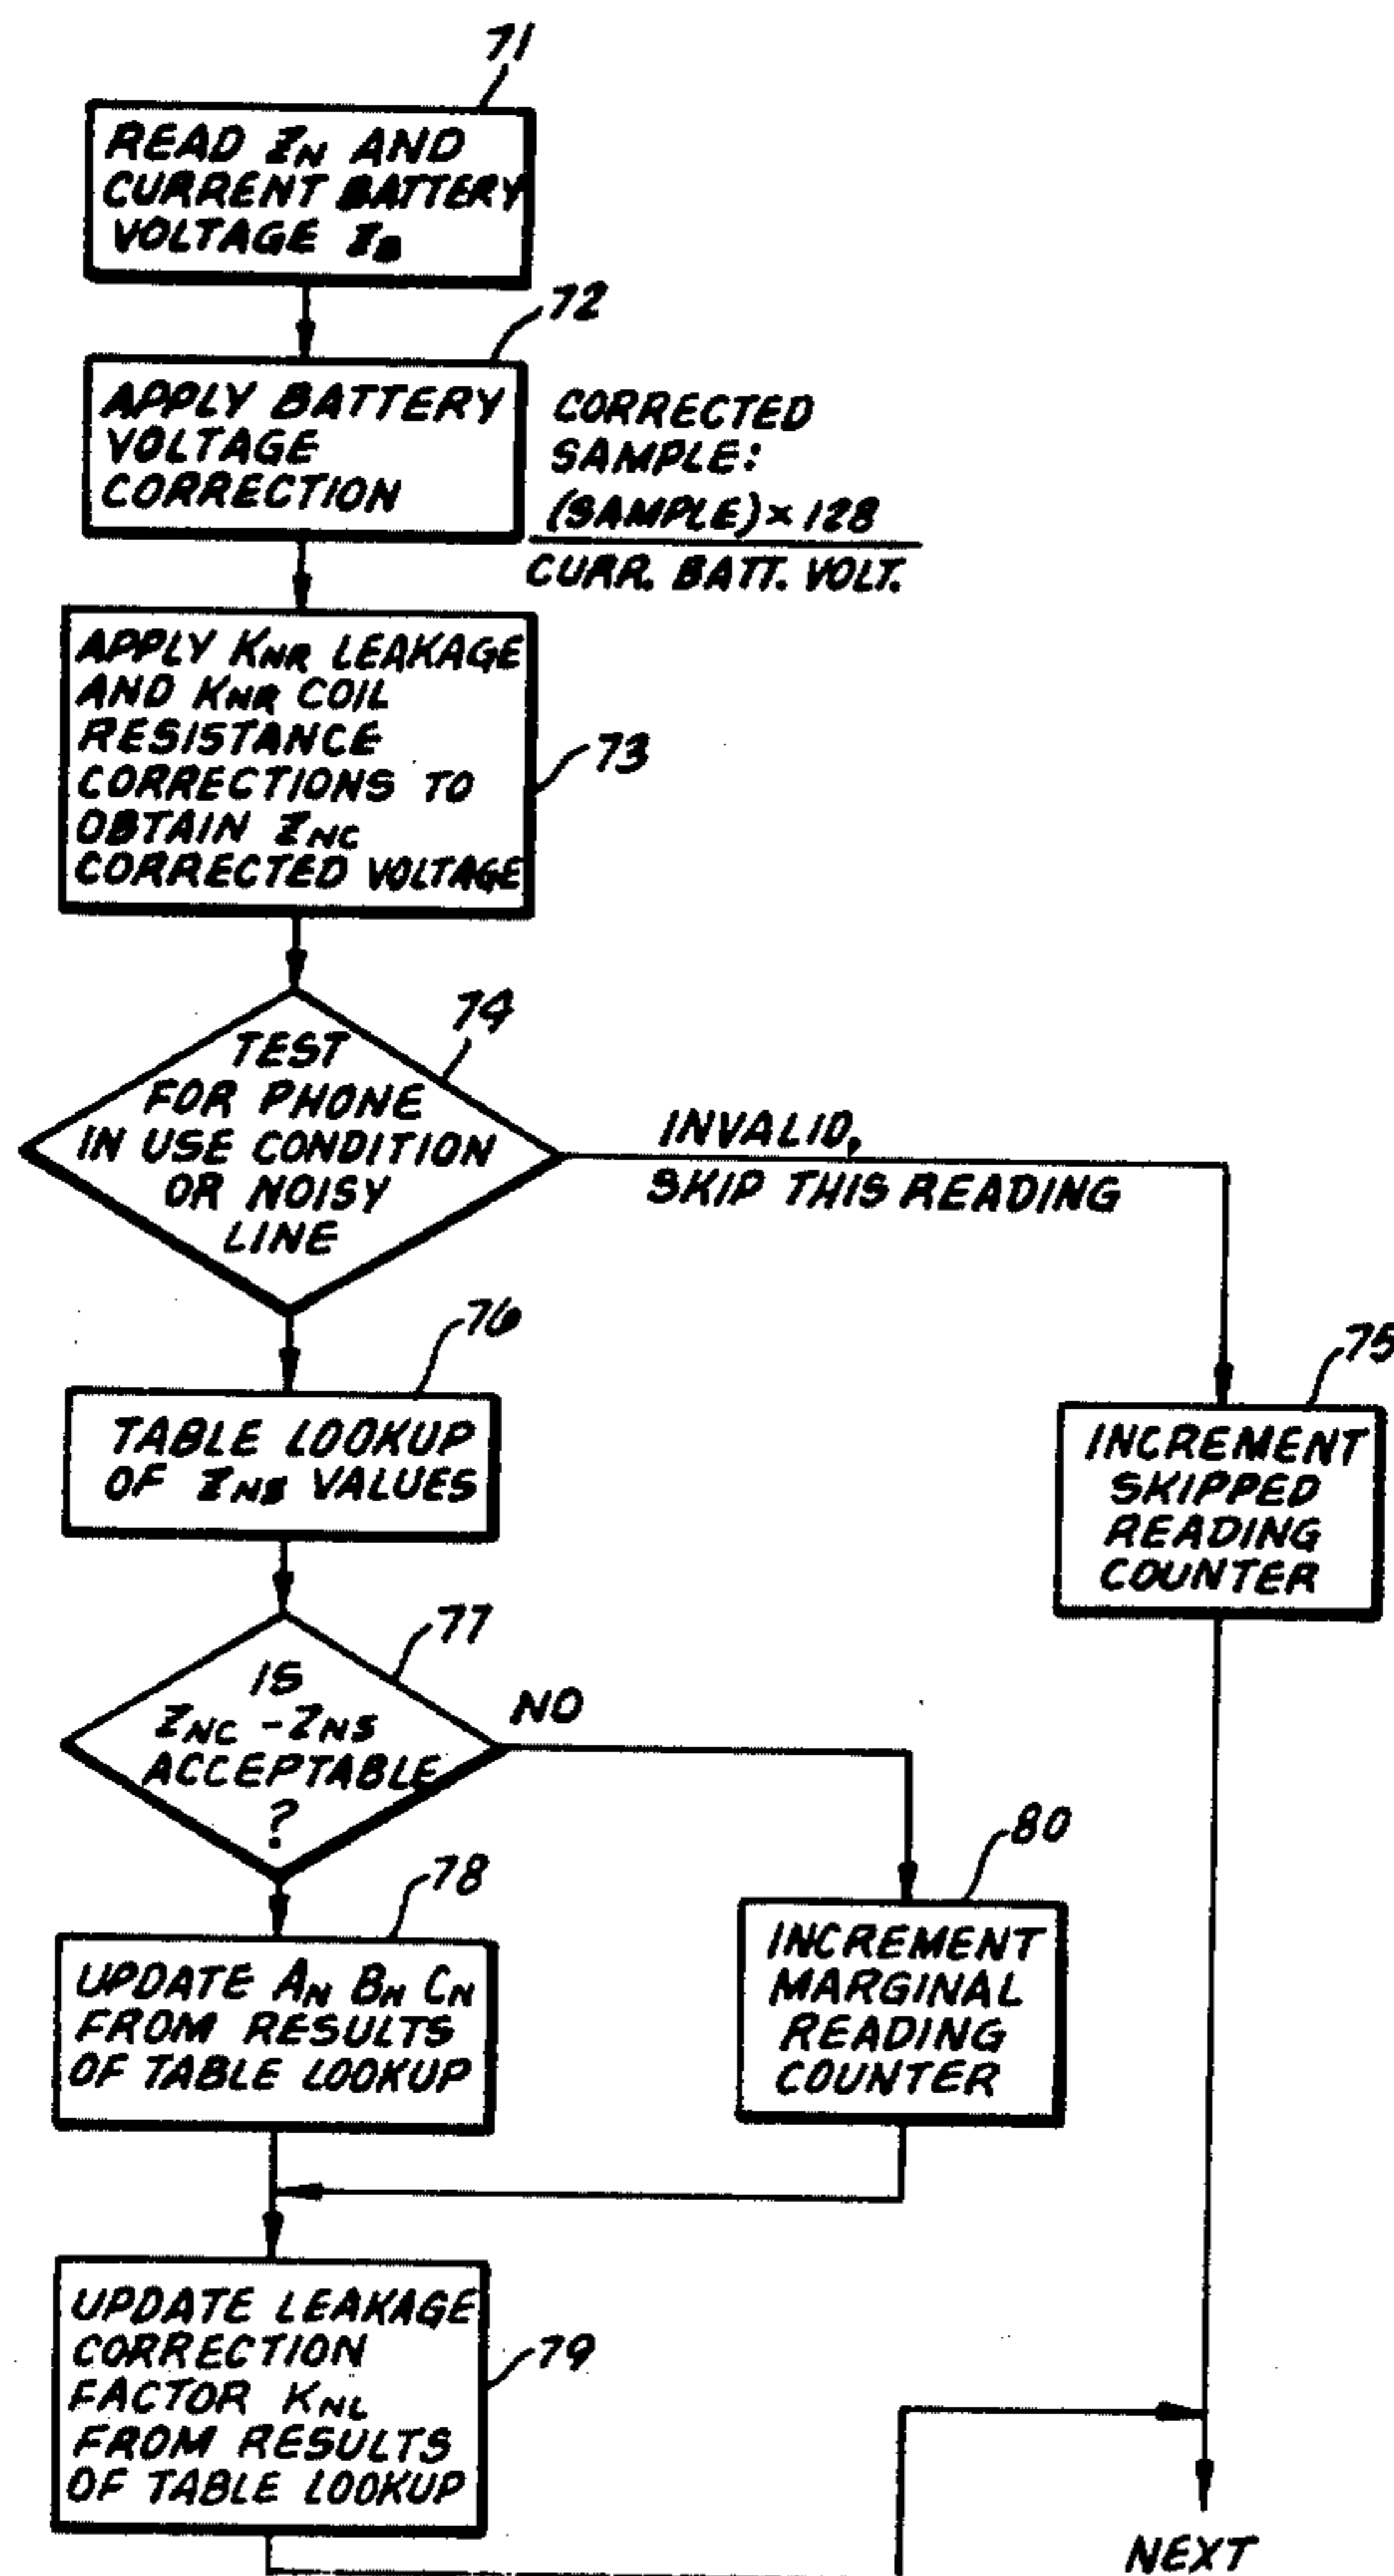 71
READ ZN AND
CURRENT BATTERY
VOLTAGE ZB
72
APPLY BATTERY
VOLTAGE
CORRECTION
CORRECTED
SAMPLE:
(SAMPLE) × 128
CURR. BATT. VOLT.
APPLY KNR LEAKAGE
AND KNR COIL
RESISTANCE
CORRECTIONS TO
OBTAIN ZNC
CORRECTED VOLTAGE
73
74
TEST
FOR PHONE
IN USE CONDITION
OR NOISY
LINE
INVALID,
SKIP THIS READING
75
INCREMENT
SKIPPED
READING
COUNTER
76
TABLE LOOKUP
OF ZNS VALUES
77
IS
ZNC - ZNS
ACCEPTABLE
?
NO
78
UPDATE AN BN CN
FROM RESULTS
OF TABLE LOOKUP
80
INCREMENT
MARGINAL
READING
COUNTER
UPDATE LEAKAGE
CORRECTION
FACTOR KNL
FROM RESULTS
OF TABLE LOOKUP
79
NEXT